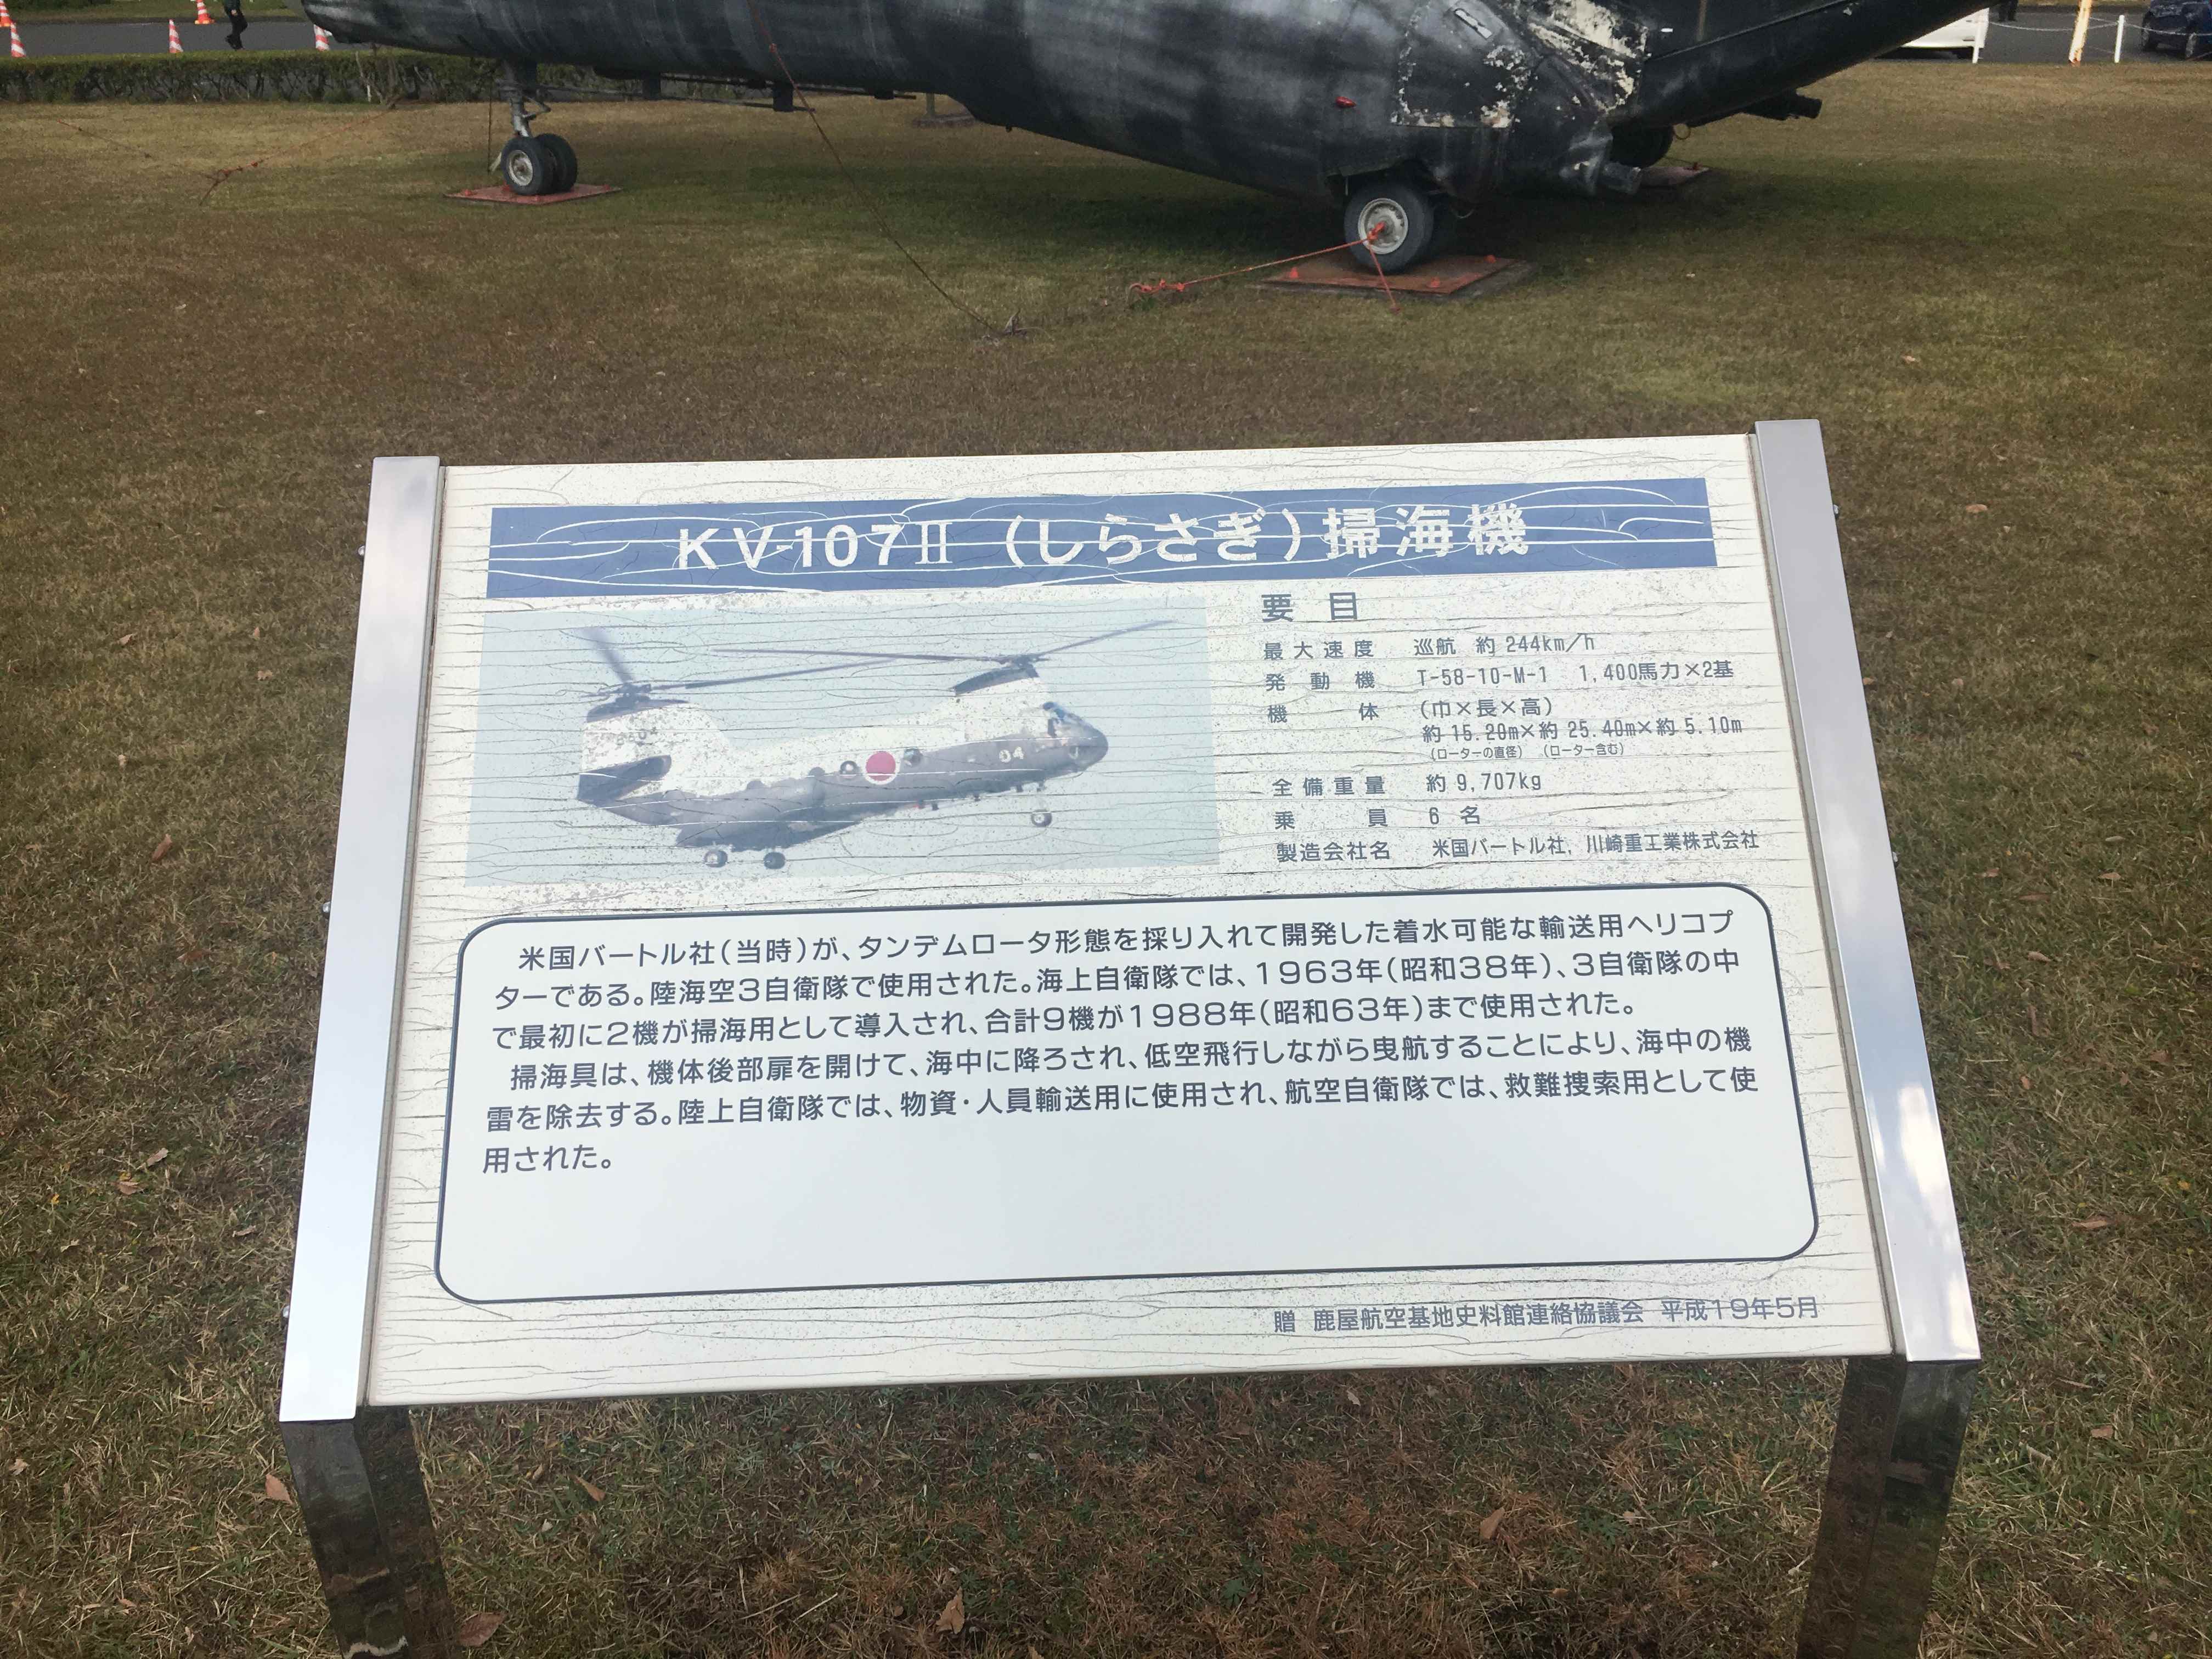 KV-107Ⅱ（しらさぎ）掃海機
要目
最大速度 巡航 約244km/h
発動機 T-58-10-M-1 1,400馬力×2基
機体 （巾×長×高）
約15.20m×約25.40m×約5.10m
（ローターの直径）（ローター含む）
全備重量 約9,707kg
乗員 6名
製造会社名 米国バートル社，川崎重工業株式会社
04
米国バートル社（当時）が、タンデムロータ形態を採り入れて開発した着水可能な輸送用ヘリコプ
ターである。陸海空３自衛隊で使用された。海上自衛隊では、１９６３年（昭和３８年）、３自衛隊の中
で最初に２機が掃海用として導入され、合計９機が１９８８年（昭和６３年）まで使用された。
掃海具は、機体後部扉を開けて、海中に降ろされ、低空飛行しながら曳航することにより、海中の機
雷を除去する。陸上自衛隊では、物資・人員輸送用に使用され、航空自衛隊では、救難捜索用として使
用された。
贈 鹿屋航空基地史料館連絡協議会 平成１９年５月